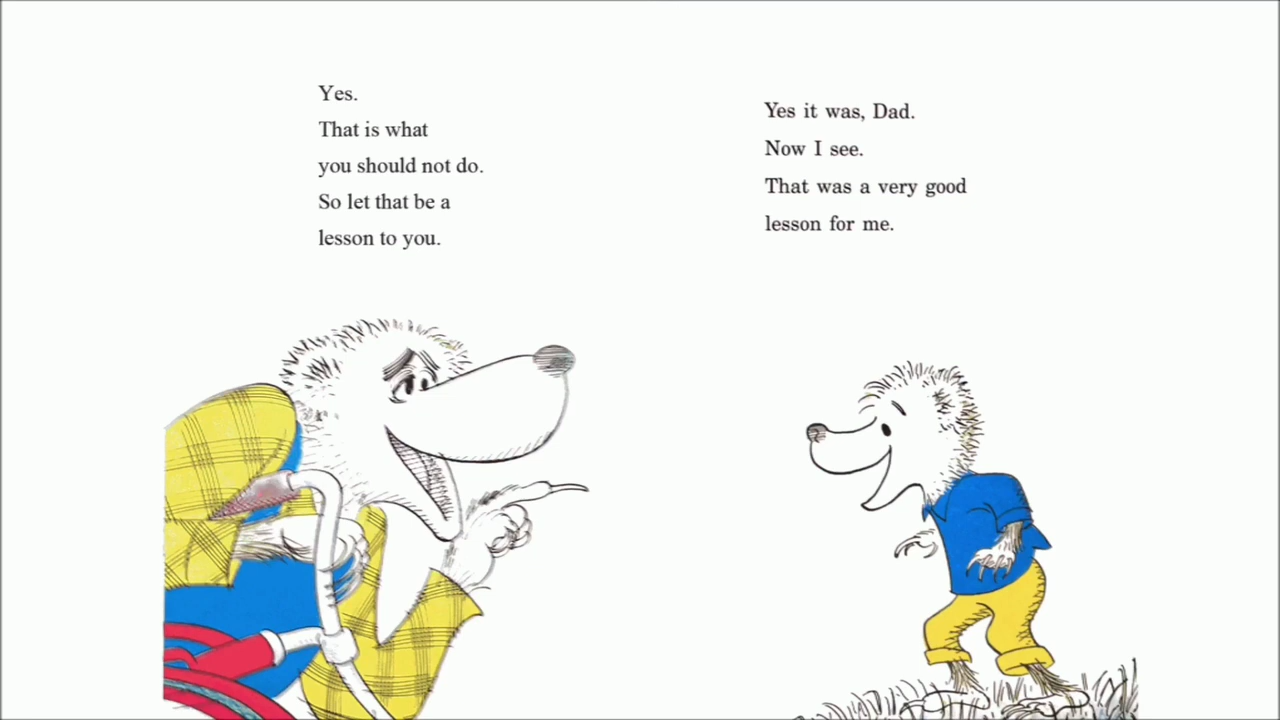 Yes.
That is what
you should not do.
So let that be a
lesson to you.
Yes it was, Dad.
Now I see.
That was a very good
lesson for me.